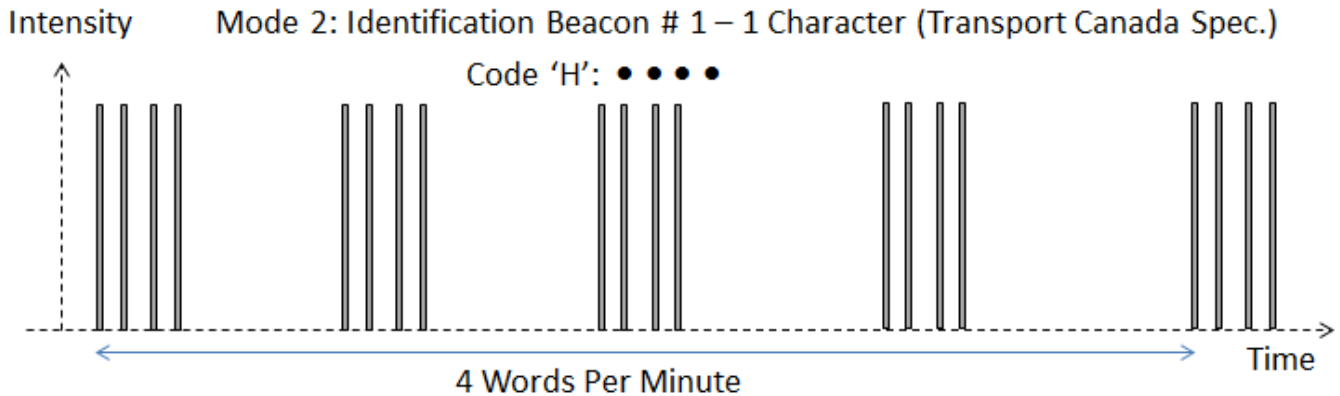 Intensity
Mode 2: Identification Beacon # 1 – 1 Character (Transport Canada Spec.)
Code ‘H’: • • • •
Time
4 Words Per Minute